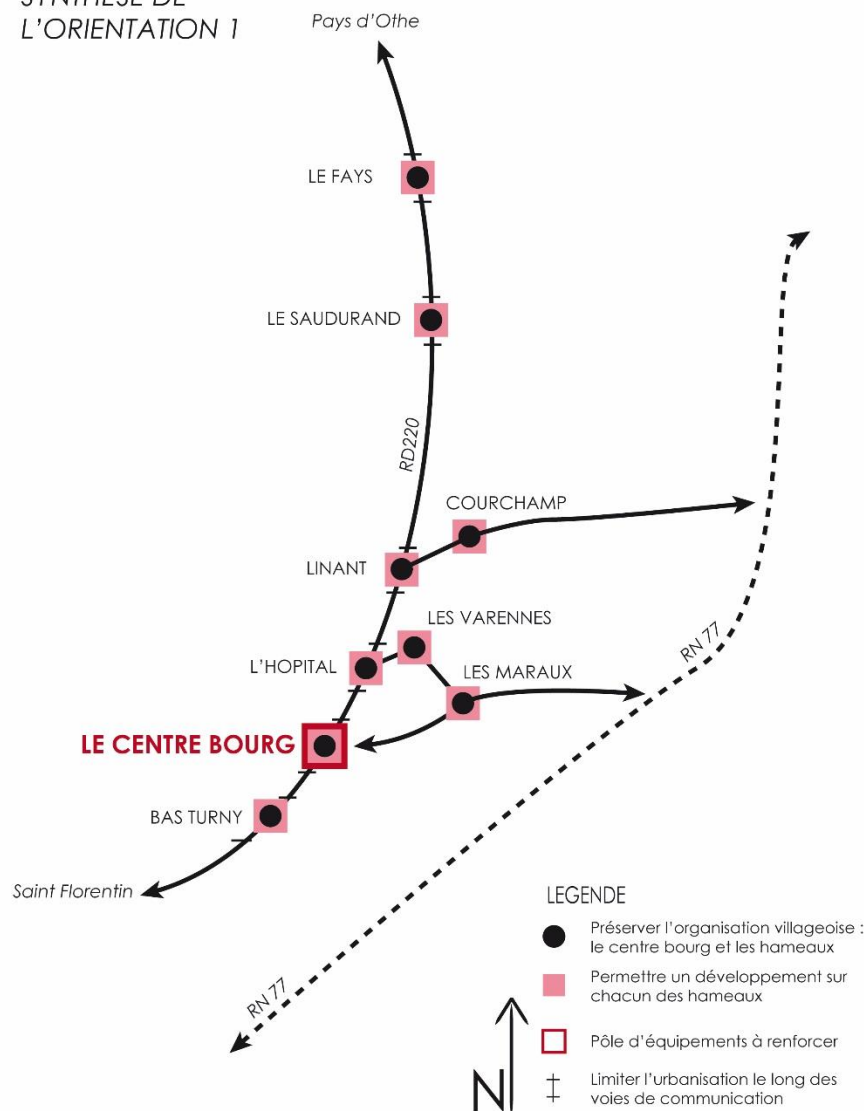 SYNTHÈSE DE
L'ORIENTATION 1
Pays d'Othe
LE FAYS
LE SAUDURAND
RD220
COURCHAMP
LINANT
LES VARENNES
L'HOPITAL
LES MARAUX
RN 77
LE CENTRE BOURG
BAS TURNY
Saint Florentin
RN 77
LEGENDE
Préserver l'organisation villageoise :
le centre bourg et les hameaux
Permettre un développement sur
chacun des hameaux
Pôle d'équipements à renforcer
Limiter l'urbanisation le long des
voies de communication
N